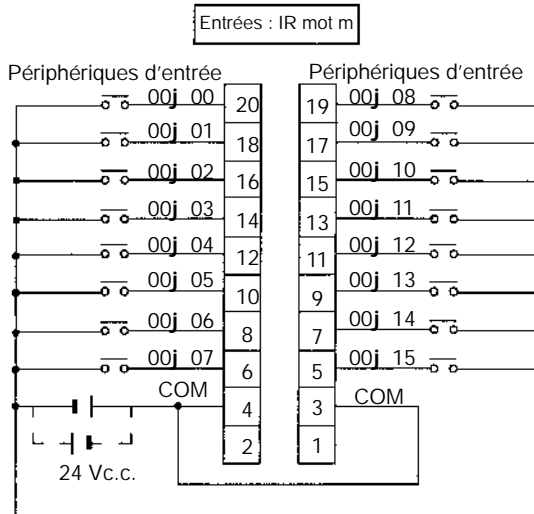 Entrées : IR mot m
Périphériques d'entrée Périphériques d'entrée
00j 00 20 19 00j 08
00j 01 18 17 00j 09
00j 02 16 15 00j 10
00j 03 14 13 00j 11
00j 04 12 11 00j 12
00j 05 10 9 00j 13
00j 06 8 7 00j 14
00j 07 6 5 00j 15
COM 4 3 COM
2 1
24 Vc.c.